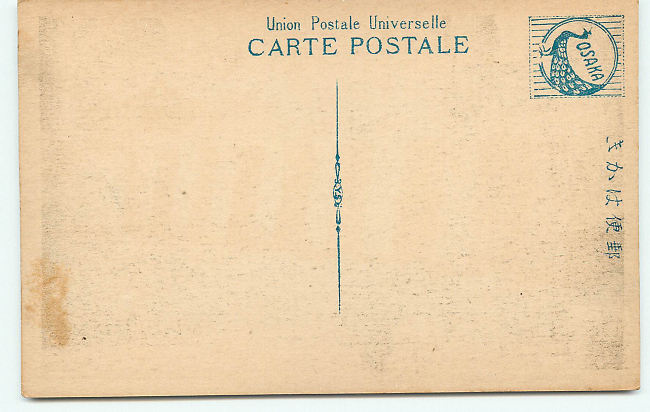 Union Postale Universelle
CARTE POSTALE
OSAKA
きかは便郵